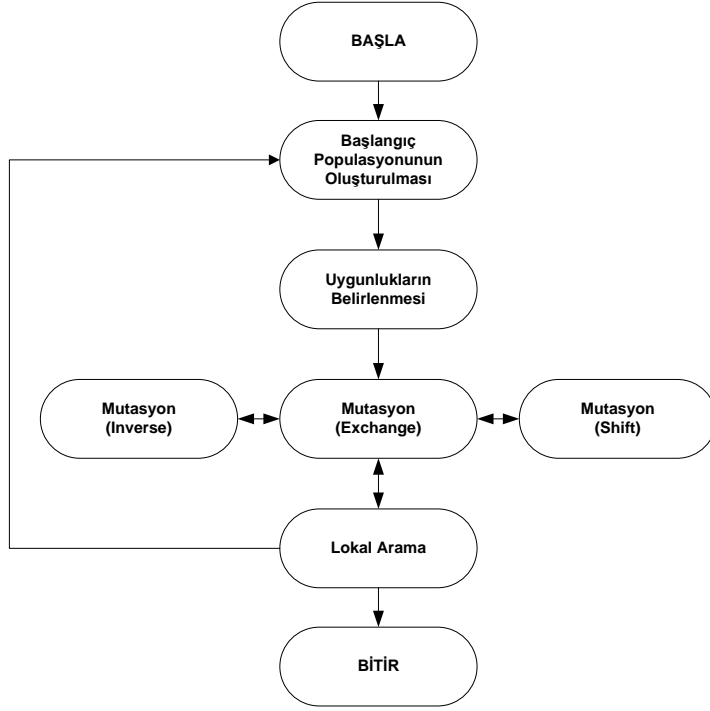 BAŞLA
Başlangıç
Populasyonunun
Oluşturulması
Uygunlukların
Belirlenmesi
Mutasyon
(Inverse)
Mutasyon
(Exchange)
Mutasyon
(Shift)
Lokal Arama
BİTİR